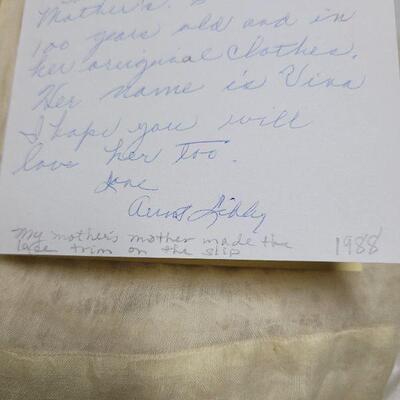 Mother's.
100 years old and in
her original clothes.
Her name is Vina
I hope you will
love her too.
Love
Aunt Libby
My mother's mother made the
lace trim on the slip
1988